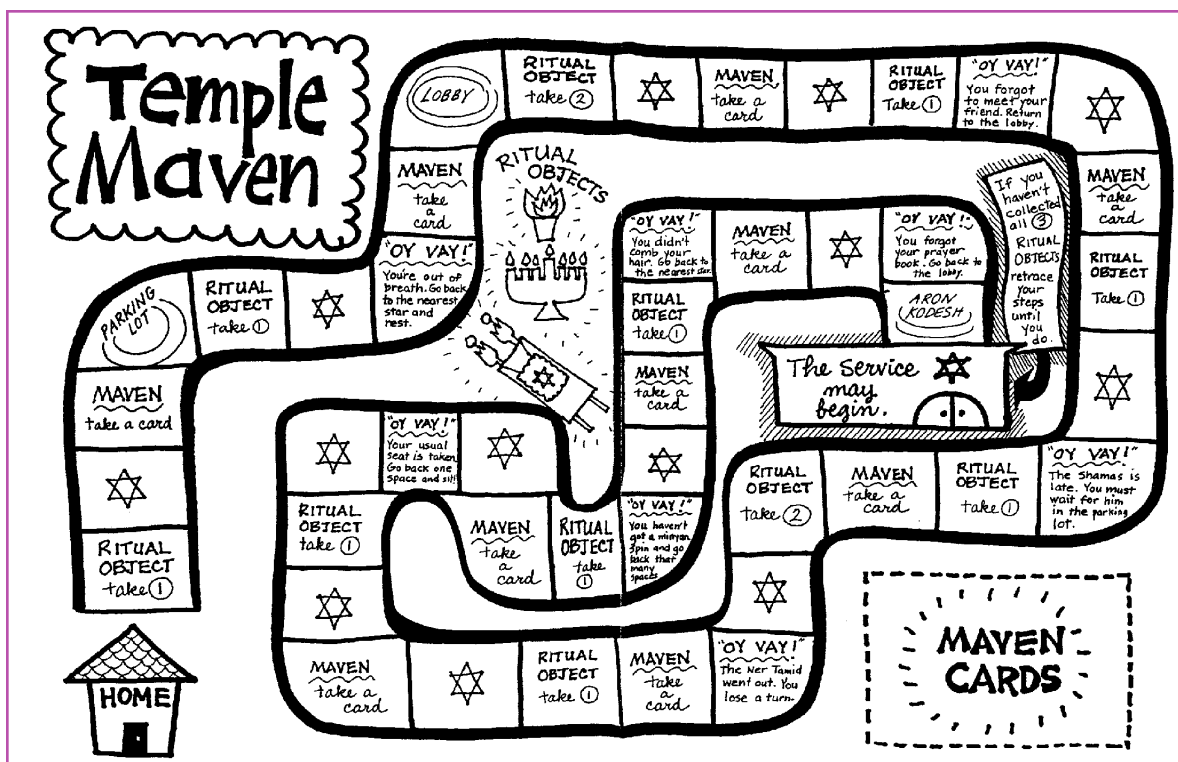 Temple
Maven
HOME
RITUAL
OBJECT
take ①
MAVEN
take a card
PARKING
LOT
RITUAL
OBJECT
take ①
"OY VAY!"
You're out of
breath. Go back
to the nearest
star and
rest.
MAVEN
take
a
card
LOBBY
RITUAL
OBJECT
take ②
MAVEN
take a
card
RITUAL
OBJECT
Take ①
"OY VAY!"
You forgot
to meet your
friend. Return
to the lobby.
MAVEN
take
a
card
RITUAL
OBJECT
Take ①
"OY VAY!"
The Shamas is
late. You must
wait for him
in the parking
lot.
RITUAL
OBJECT
take ①
MAVEN
take a
card
RITUAL
OBJECT
take ②
"OY VAY!"
The Ner Tamid
went out. You
lose a turn.
MAVEN
take
a
card
RITUAL
OBJECT
take ①
MAVEN
take a
card
RITUAL
OBJECT
take ①
"OY VAY!"
Your usual
seat is taken.
Go back one
space and sit!
MAVEN
take
a
card
RITUAL
OBJECT
take
①
"OY VAY!"
You haven't
got a minyan.
Spin and go
back that
many
spaces.
MAVEN
take
a card
RITUAL
OBJECT
take ①
"OY VAY!"
You didn't
comb your
hair. Go back to
the nearest star.
MAVEN
take a
card
"OY VAY!"
You forgot
your prayer
book. Go back to
the lobby.
ARON
KODESH
If you
haven't
collected
all ③
RITUAL
OBJECTS
retrace
your
steps
until
you
do.
The Service
may
begin.
RITUAL
OBJECTS
MAVEN
CARDS